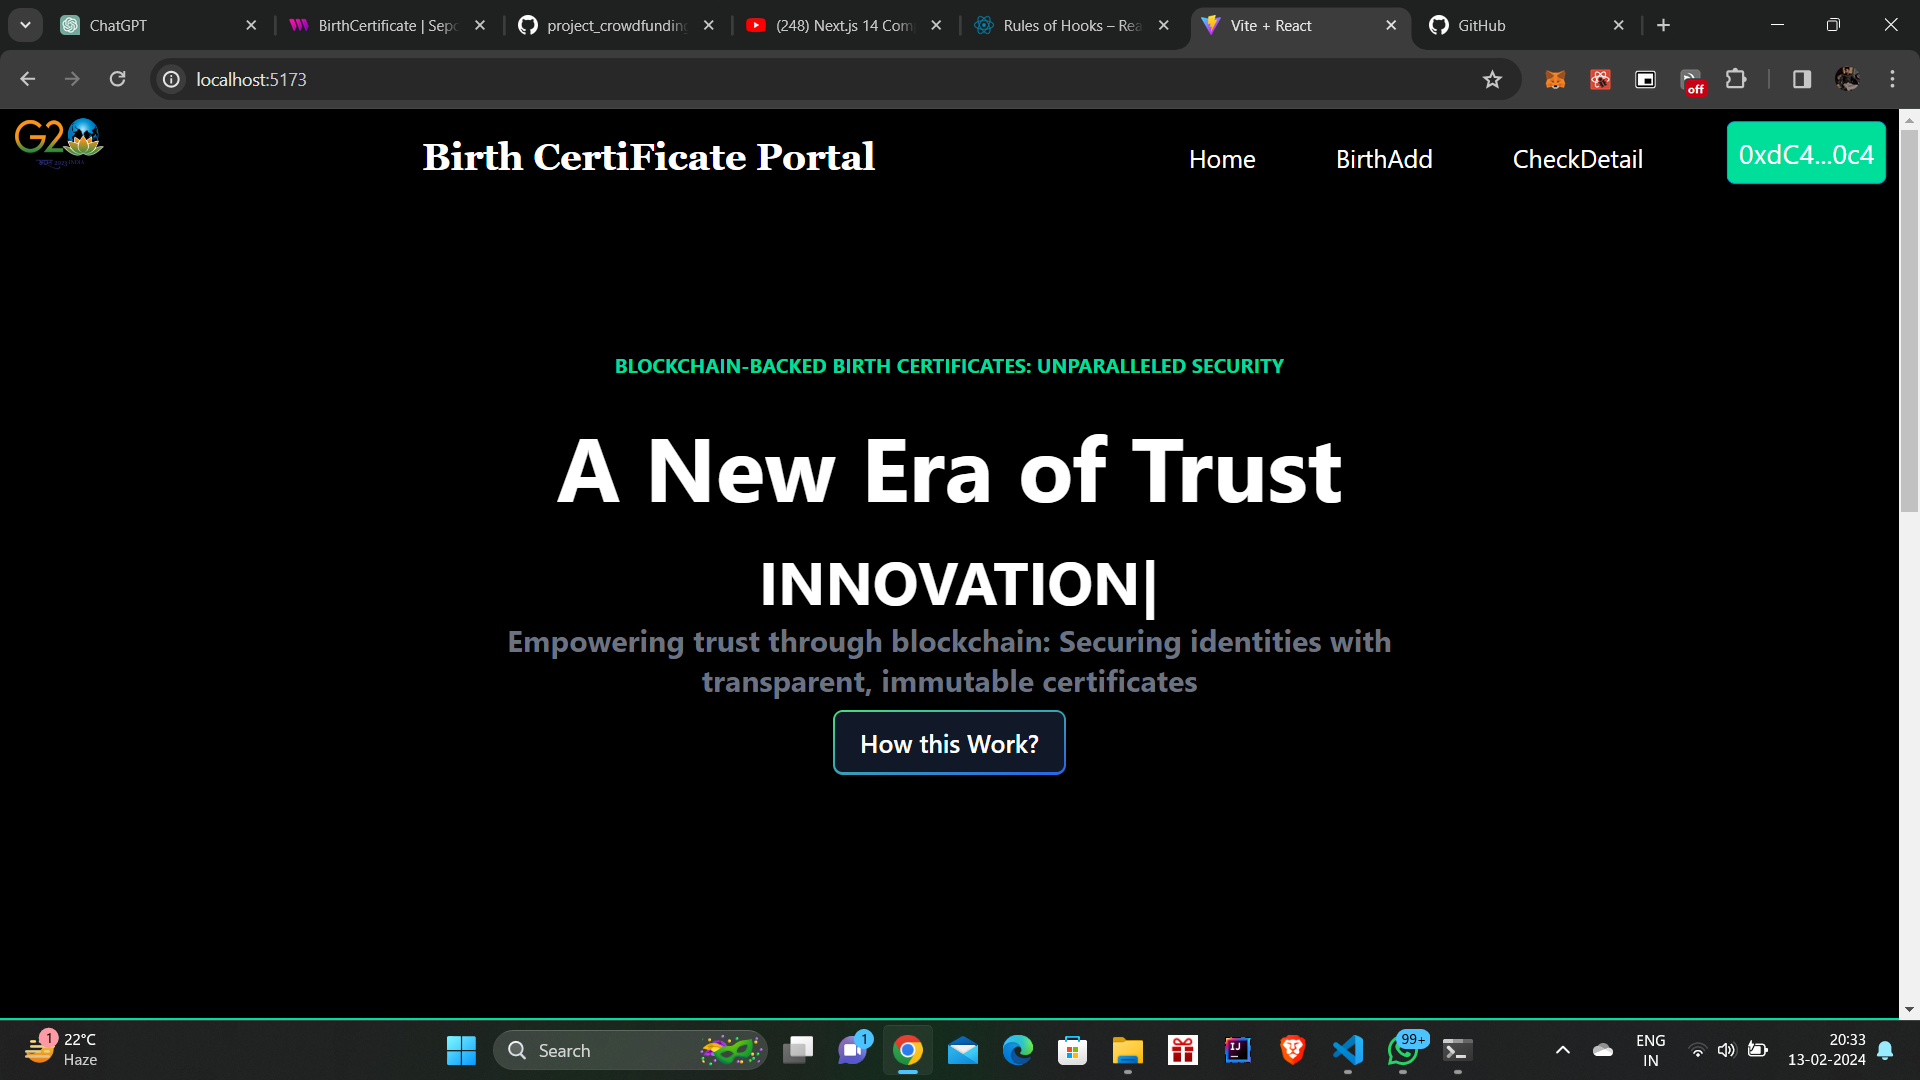 ChatGPT
BirthCertificate | Sepo
project_crowdfunding
(248) Next.js 14 Com
Rules of Hooks – Rea
Vite + React
GitHub
localhost:5173
off
G20
Birth CertiFicate Portal
Home
BirthAdd
CheckDetail
0xdC4...0c4
BLOCKCHAIN-BACKED BIRTH CERTIFICATES: UNPARALLELED SECURITY
A New Era of Trust
INNOVATION|
Empowering trust through blockchain: Securing identities with
transparent, immutable certificates
How this Work?
1
22°C
Haze
Search
1
IJ
99+
ENG
IN
20:33
13-02-2024